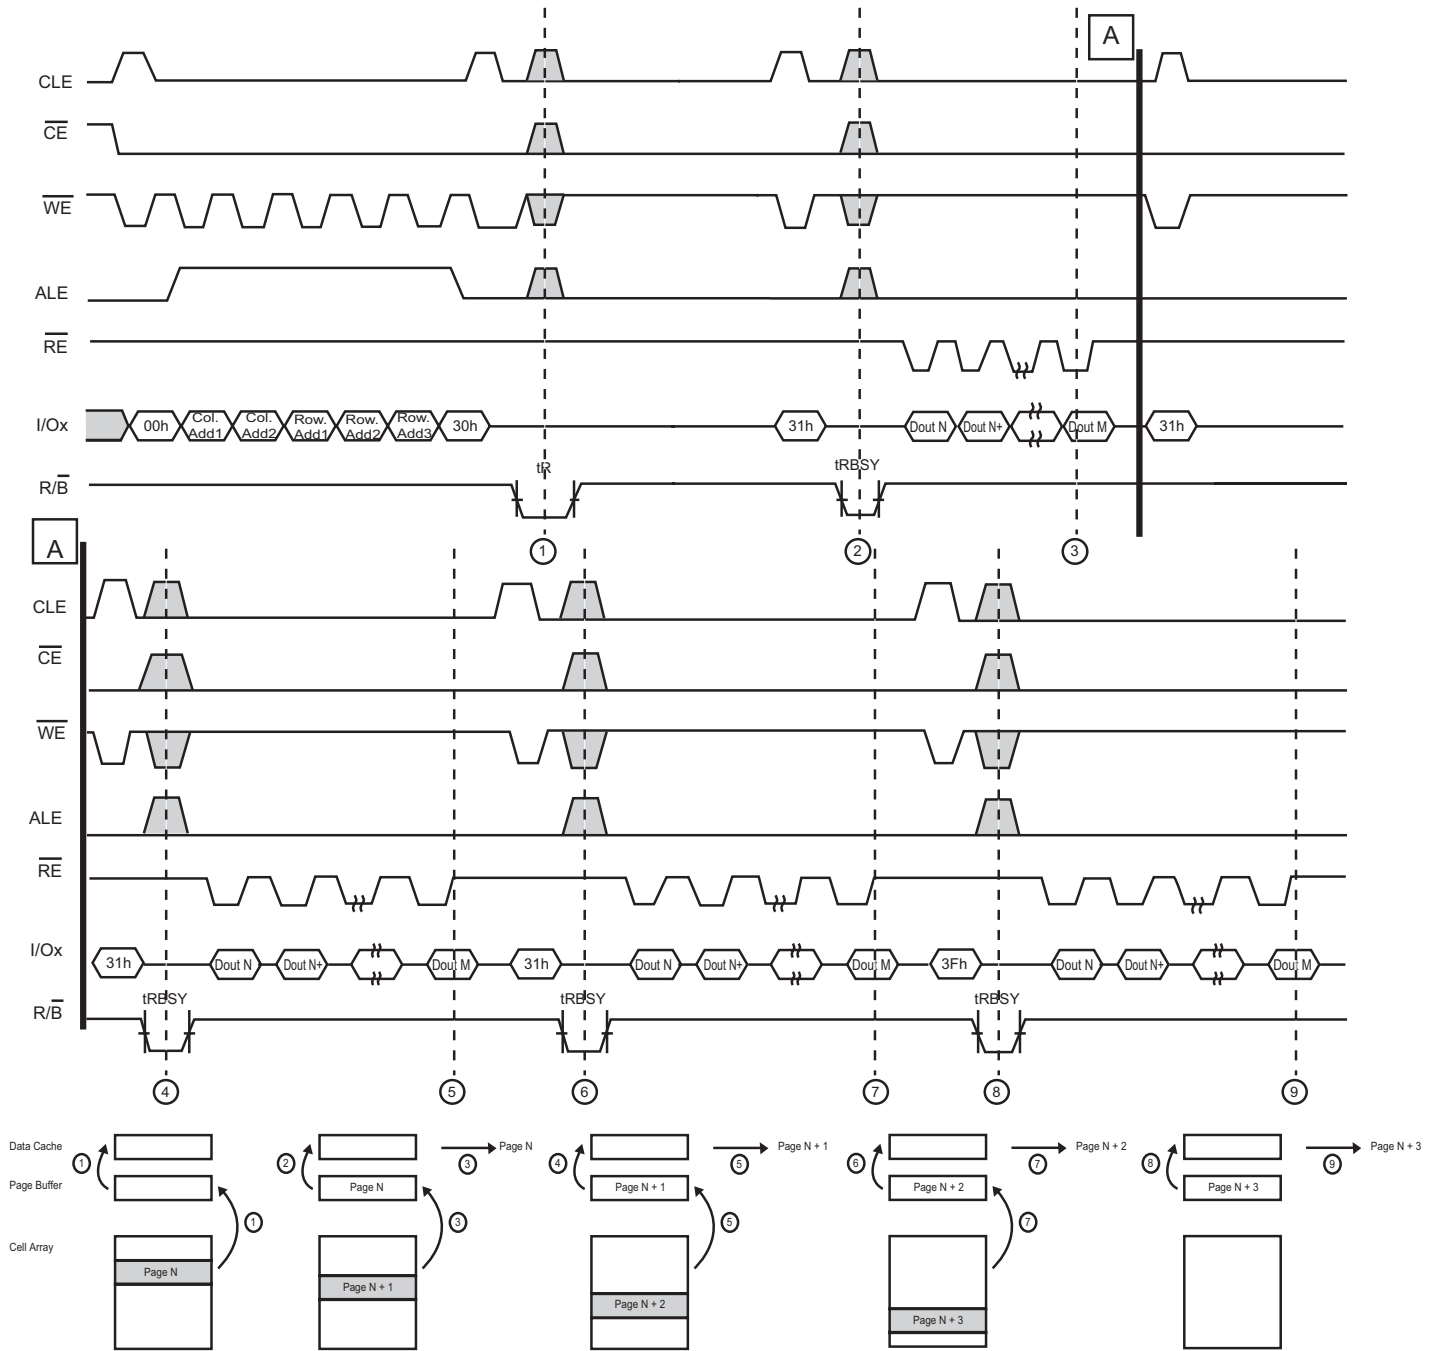 A
CLE
CE
WE
ALE
RE
I/Ox 00h Col. Add1 Col. Add2 Row. Add1 Row. Add2 Row. Add3 30h 31h Dout N Dout N+ Dout M 31h
tR tRBSY
R/B
1 2 3
A
CLE
CE
WE
ALE
RE
I/Ox 31h Dout N Dout N+ Dout M 31h Dout N Dout N+ Dout M 3Fh Dout N Dout N+ Dout M
tRBSY tRBSY tRBSY
R/B
4 5 6 7 8 9
Data Cache 1 2 3 Page N 4 5 Page N + 1 6 7 Page N + 2 8 9 Page N + 3
Page Buffer Page N Page N + 1 Page N + 2 Page N + 3
1 3 5 7
Cell Array
Page N Page N + 1 Page N + 2 Page N + 3